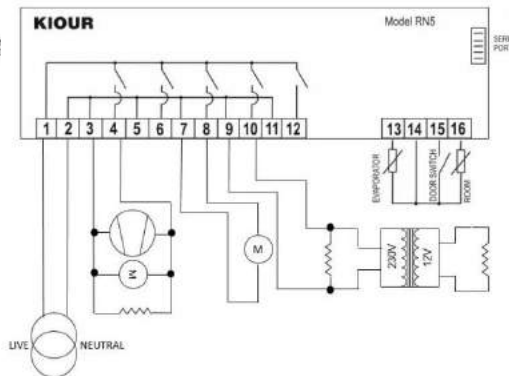 KIOUR
Model RN5
SERI
PORT
1 2 3 4 5 6 7 8 9 10 11 12
13 14 15 16
EVAPORATOR
DOOR SWITCH
ROOM
M
M
230V
12V
LIVE
NEUTRAL